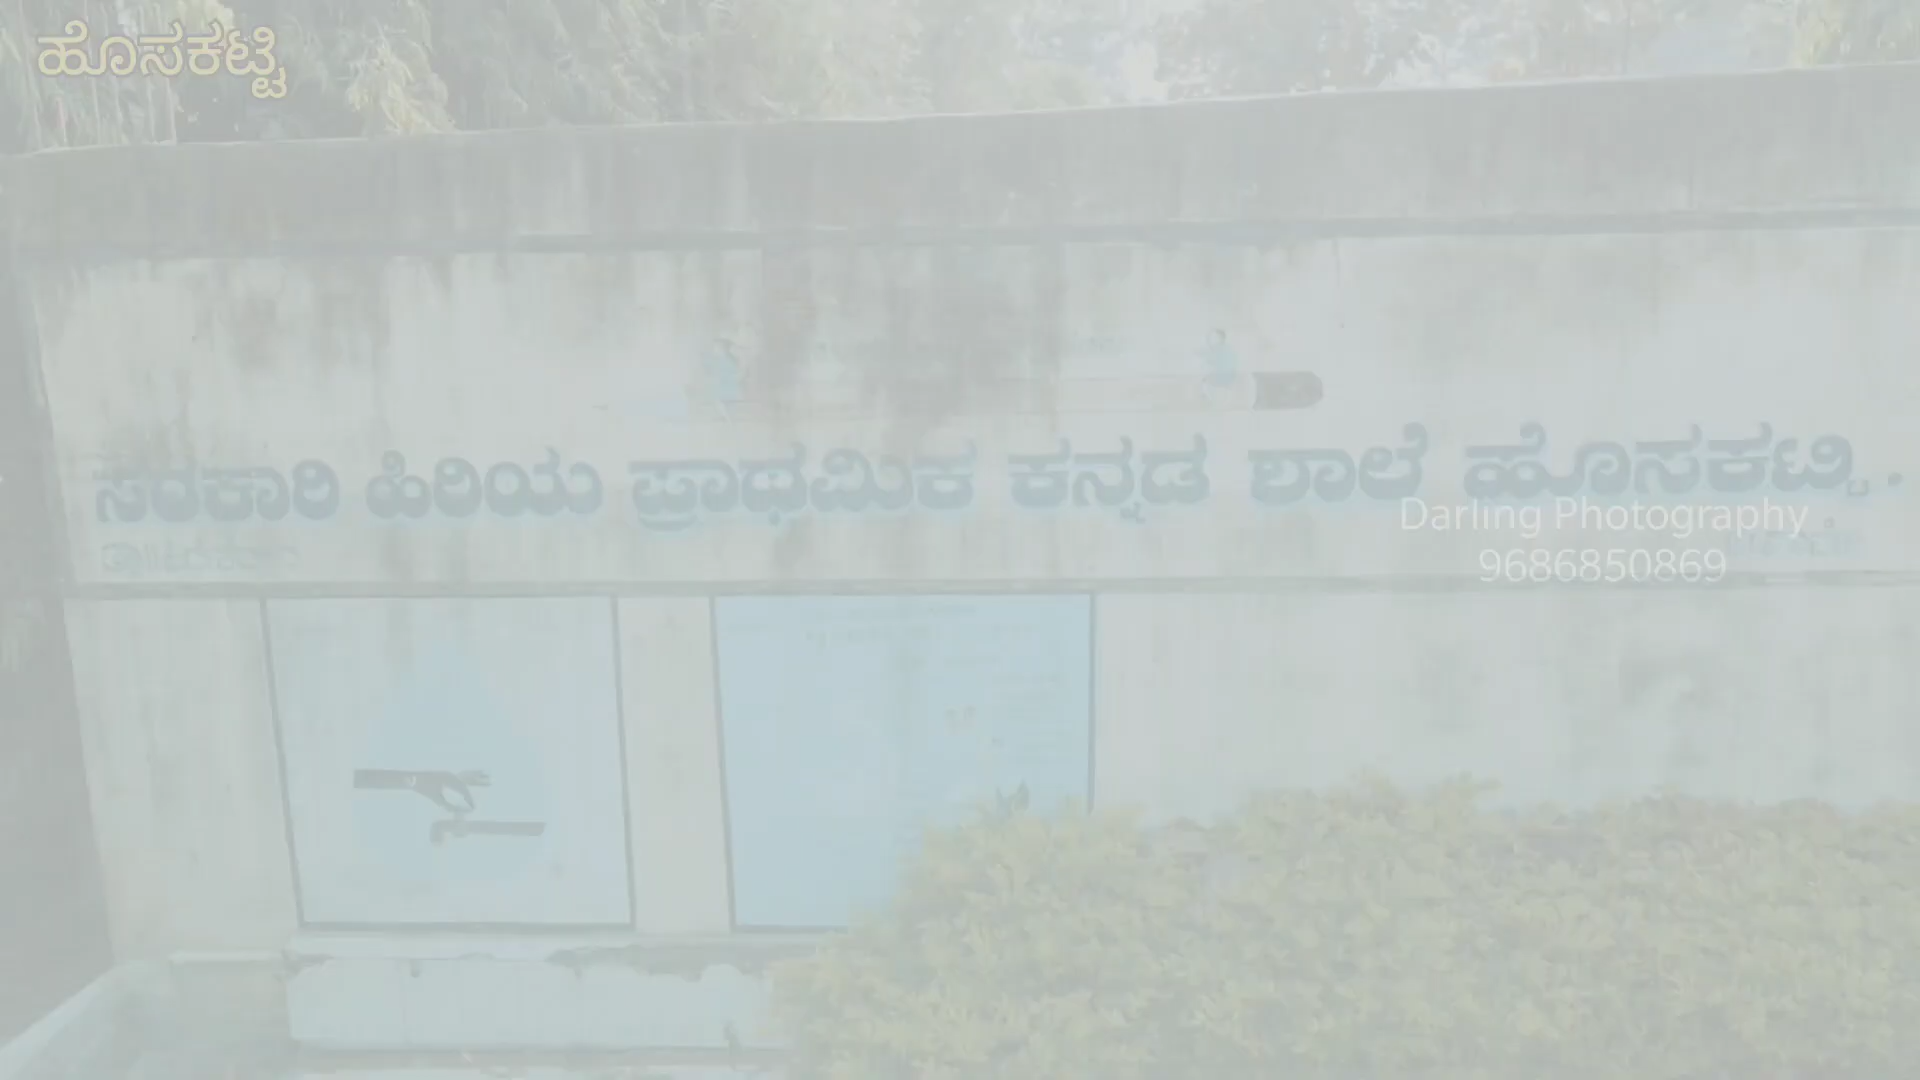 ಹೊಸಕಟ್ಟಿ
ಸರಕಾರಿ ಹಿರಿಯ ಪ್ರಾಥಮಿಕ ಕನ್ನಡ ಶಾಲೆ ಹೊಸಕಟ್ಟಿ.
Darling Photography
9686850869